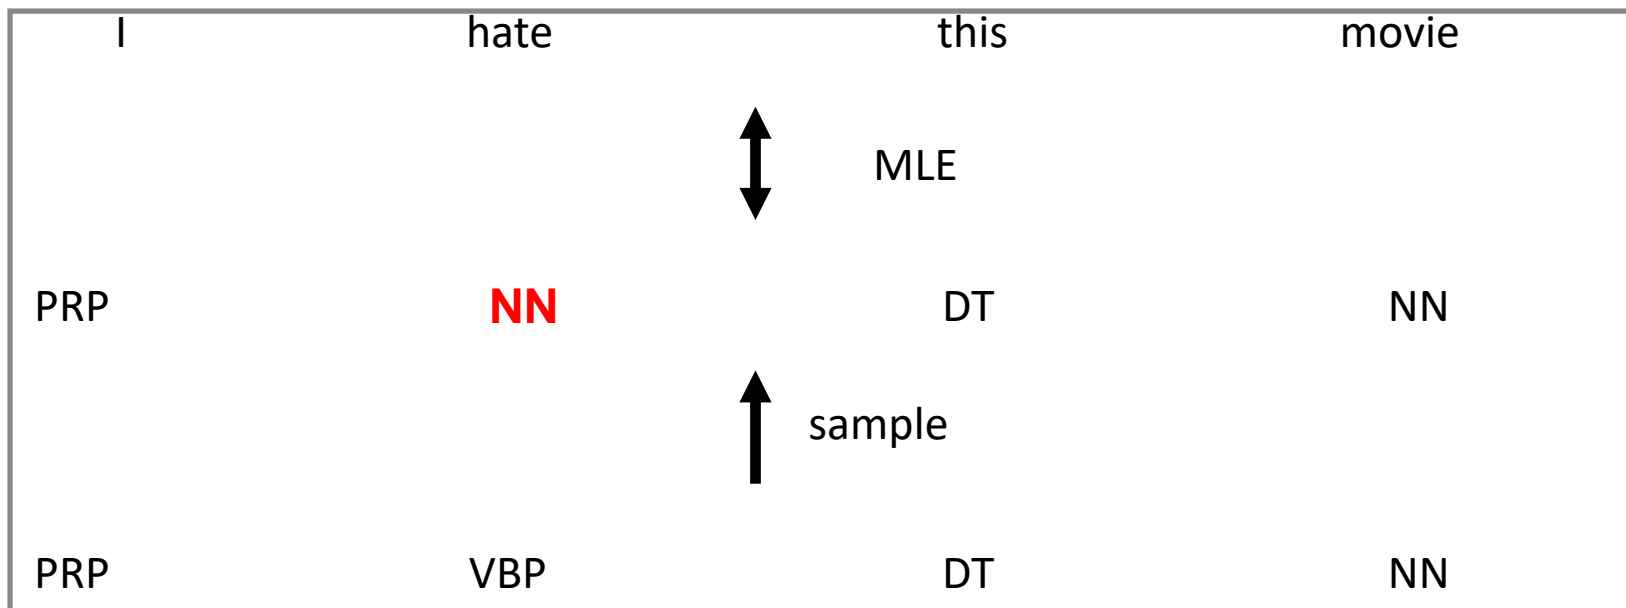 I hate this movie
MLE
PRP NN DT NN
sample
PRP VBP DT NN